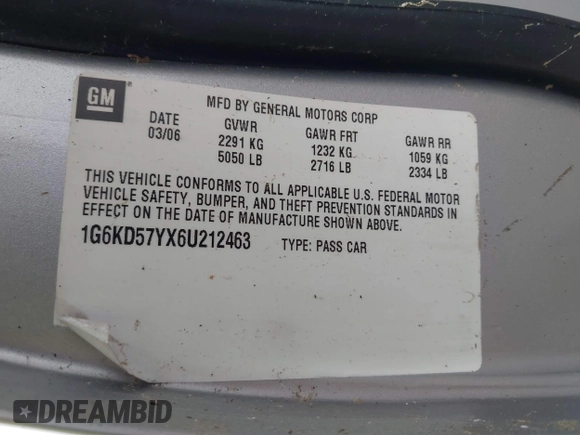 GM
MFD BY GENERAL MOTORS CORP
DATE GVWR GAWR FRT GAWR RR
03/06 2291 KG 1232 KG 1059 KG
5050 LB 2716 LB 2334 LB
THIS VEHICLE CONFORMS TO ALL APPLICABLE U.S. FEDERAL MOTOR
VEHICLE SAFETY, BUMPER, AND THEFT PREVENTION STANDARDS IN
EFFECT ON THE DATE OF MANUFACTURE SHOWN ABOVE.
1G6KD57YX6U212463 TYPE: PASS CAR
DREAMBID